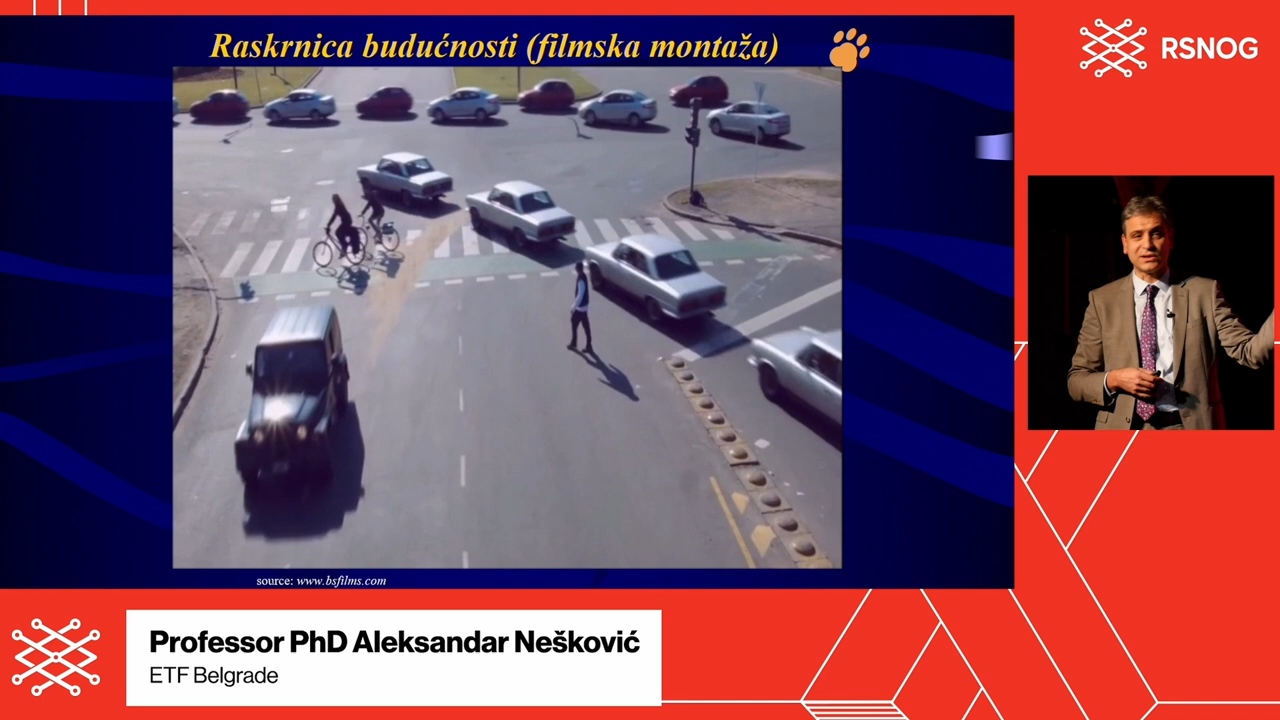 Raskrnica budućnosti (filmska montaža)
RSNOG
source: www.bsfilms.com
Professor PhD Aleksandar Nešković
ETF Belgrade